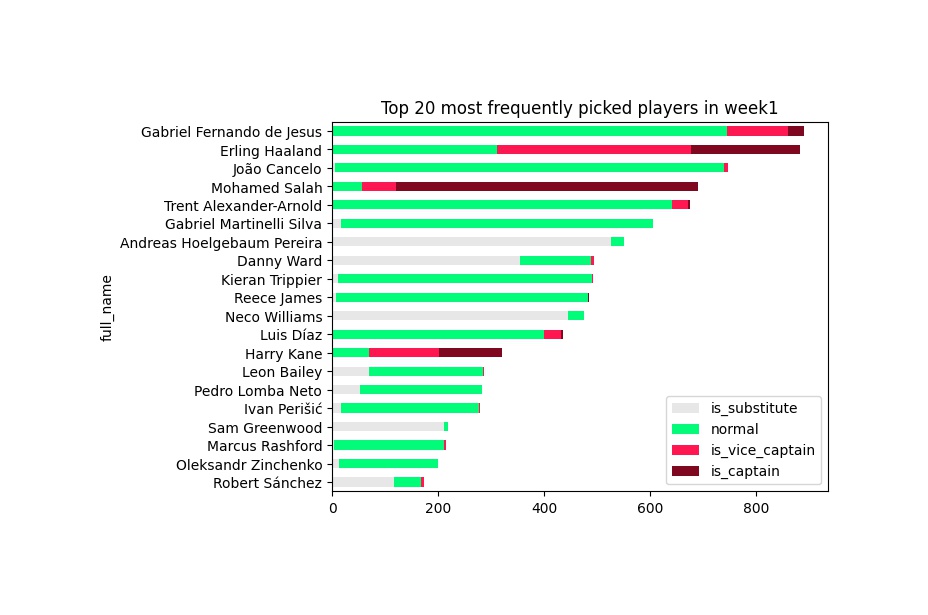 Top 20 most frequently picked players in week1
full_name
Gabriel Fernando de Jesus
Erling Haaland
João Cancelo
Mohamed Salah
Trent Alexander-Arnold
Gabriel Martinelli Silva
Andreas Hoelgebaum Pereira
Danny Ward
Kieran Trippier
Reece James
Neco Williams
Luis Díaz
Harry Kane
Leon Bailey
Pedro Lomba Neto
Ivan Perišić
Sam Greenwood
Marcus Rashford
Oleksandr Zinchenko
Robert Sánchez
is_substitute
normal
is_vice_captain
is_captain
0 200 400 600 800